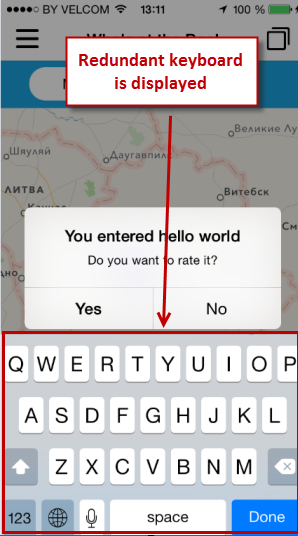 BY VELCOM 13:11 100 %
Redundant keyboard
is displayed
Великие Лу
Шяуляй
Даугавпил
ЛИТВА
Витебск
You entered hello world
Do you want to rate it?
Yes No
Q W E R T Y U I O P
A S D F G H J K L
Z X C V B N M
123 space Done